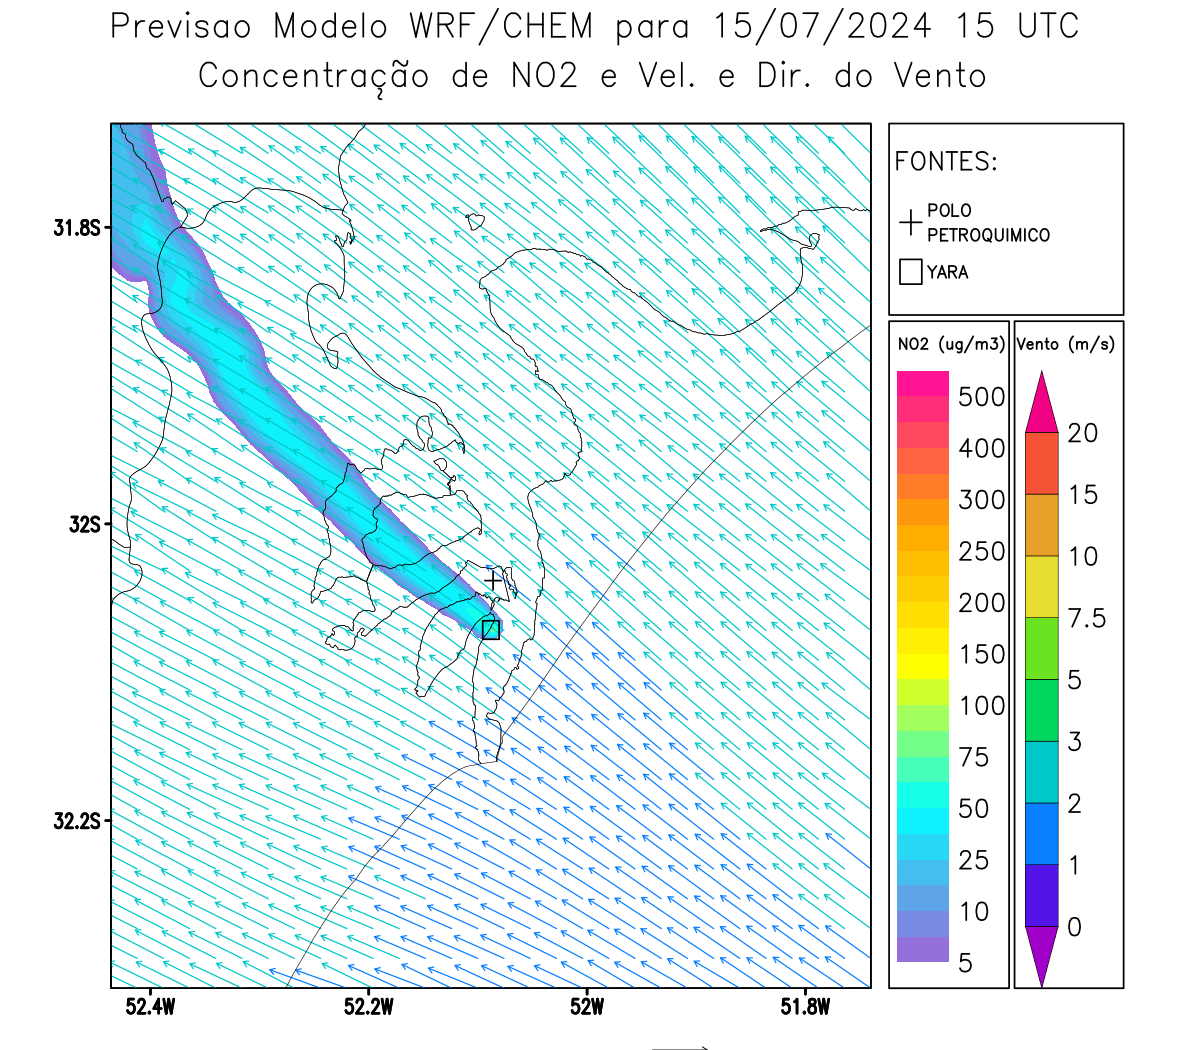 Previsao Modelo WRF/CHEM para 15/07/2024 15 UTC
Concentração de NO2 e Vel. e Dir. do Vento
FONTES:
POLO
PETROQUIMICO
YARA
31.8S
32S
32.2S
52.4W
52.2W
52W
51.8W
NO2 (ug/m3)
500
400
300
250
200
150
100
75
50
25
10
5
Vento (m/s)
20
15
10
7.5
5
3
2
1
0